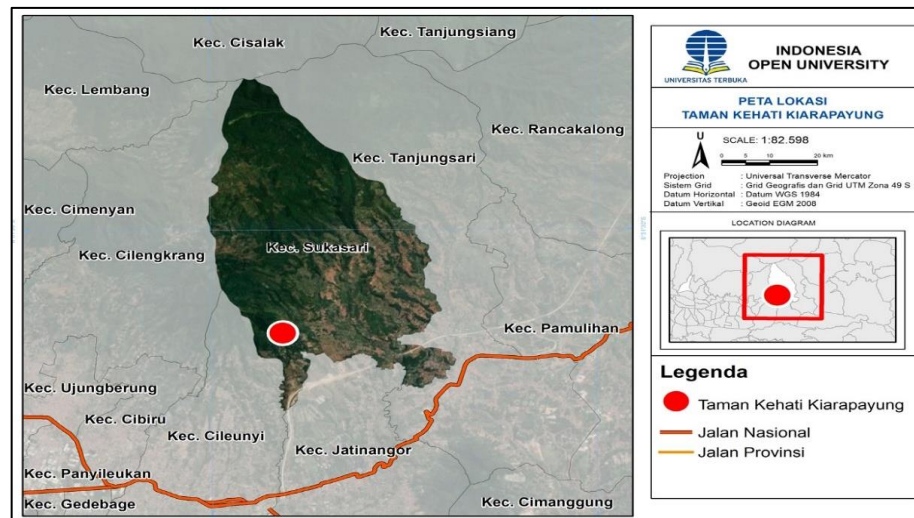 Kec. Cisalak
Kec. Tanjungsiang
Kec. Lembang
Kec. Rancakalong
Kec. Tanjungsari
Kec. Cimenyan
Kec. Cilengkrang
Kec. Sukasari
Kec. Pamulihan
Kec. Ujungberung
Kec. Cibiru
Kec. Cileunyi
Kec. Jatinangor
Kec. Panyileukan
Kec. Gedebage
Kec. Cimanggung
UNIVERSITAS TERBUKA
INDONESIA
OPEN UNIVERSITY
PETA LOKASI
TAMAN KEHATI KIARAPAYUNG
U
SCALE: 1:82.598
0 5 10 20 km
Projection : Universal Transverse Mercator
Sistem Grid : Grid Geografis dan Grid UTM Zona 49 S
Datum Horizontal : Datum WGS 1984
Datum Vertikal : Geoid EGM 2008
LOCATION DIAGRAM
Legenda
Taman Kehati Kiarapayung
Jalan Nasional
Jalan Provinsi